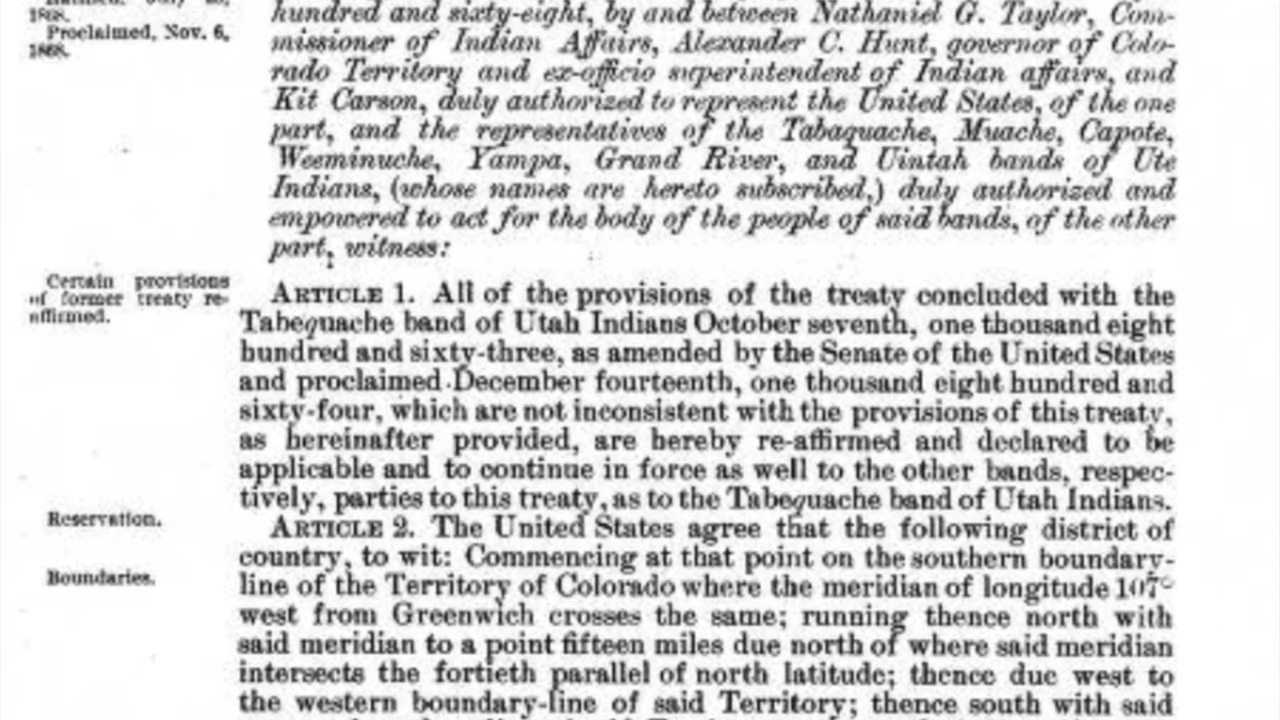 1868.
Proclaimed, Nov. 6,
1868.
hundred and sixty-eight, by and between Nathaniel G. Taylor, Com-
missioner of Indian Affairs, Alexander C. Hunt, governor of Colo-
rado Territory and ex-officio superintendent of Indian affairs, and
Kit Carson, duly authorized to represent the United States, of the one
part, and the representatives of the Tabaquache, Muache, Capote,
Weeminuche, Yampa, Grand River, and Uintah bands of Ute
Indians, (whose names are hereto subscribed,) duly authorized and
empowered to act for the body of the people of said bands, of the other
part, witness:
Certain provisions
of former treaty re-
affirmed.
ARTICLE 1. All of the provisions of the treaty concluded with the
Tabequache band of Utah Indians October seventh, one thousand eight
hundred and sixty-three, as amended by the Senate of the United States
and proclaimed December fourteenth, one thousand eight hundred and
sixty-four, which are not inconsistent with the provisions of this treaty,
as hereinafter provided, are hereby re-affirmed and declared to be
applicable and to continue in force as well to the other bands, respec-
tively, parties to this treaty, as to the Tabequache band of Utah Indians.
Reservation.
ARTICLE 2. The United States agree that the following district of
country, to wit: Commencing at that point on the southern boundary-
Boundaries.
line of the Territory of Colorado where the meridian of longitude 107°
west from Greenwich crosses the same; running thence north with
said meridian to a point fifteen miles due north of where said meridian
intersects the fortieth parallel of north latitude; thence due west to
the western boundary-line of said Territory; thence south with said